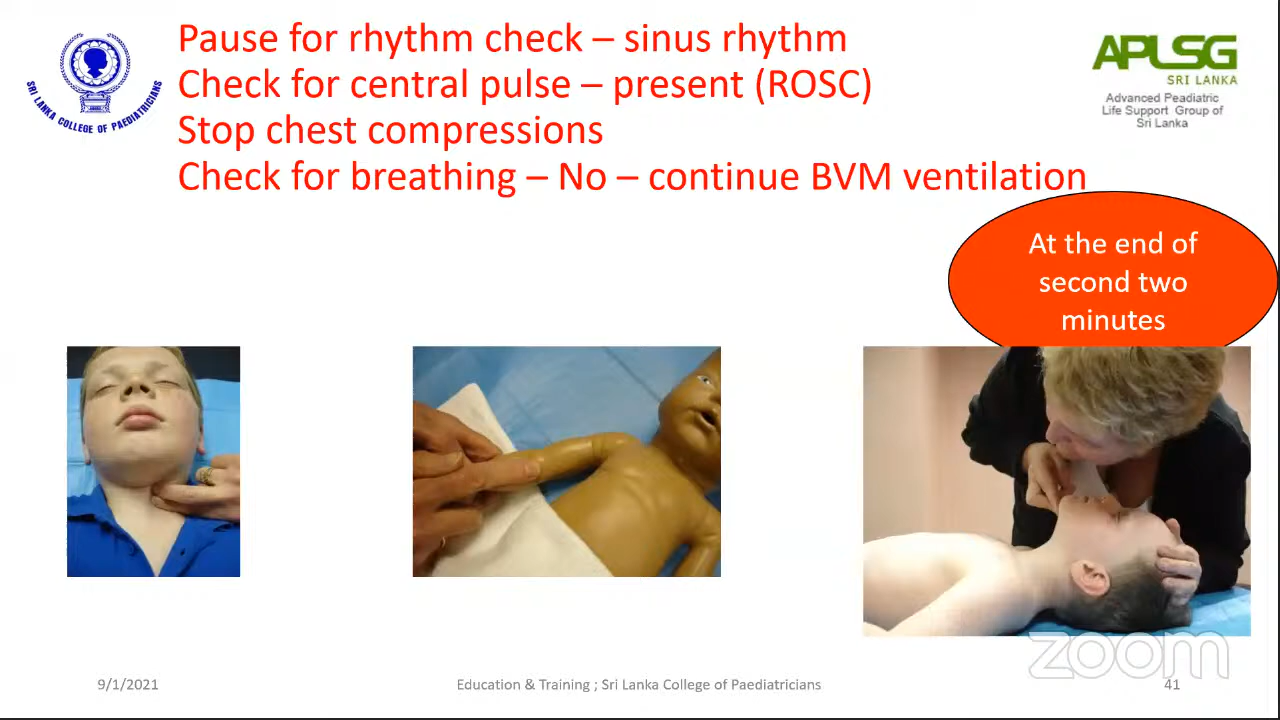 Pause for rhythm check – sinus rhythm
Check for central pulse – present (ROSC)
Stop chest compressions
Check for breathing – No – continue BVM ventilation
SRI LANKA COLLEGE OF PAEDIATRICIANS
APLSG
SRI LANKA
Advanced Peadiatric
Life Support Group of
Sri Lanka
At the end of
second two
minutes
zoom
9/1/2021
Education & Training ; Sri Lanka College of Paediatricians
41